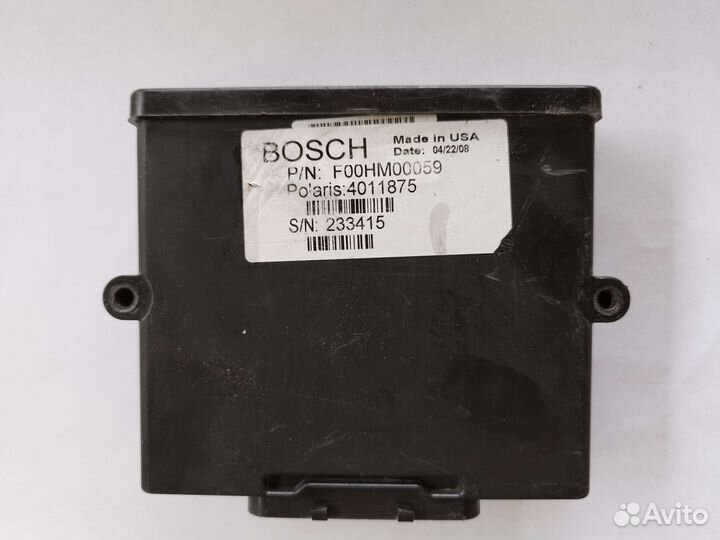 BOSCH
Made in USA
Date: 04/22/08
P/N: F00HM00059
Polaris:4011875
S/N: 233415
Avito